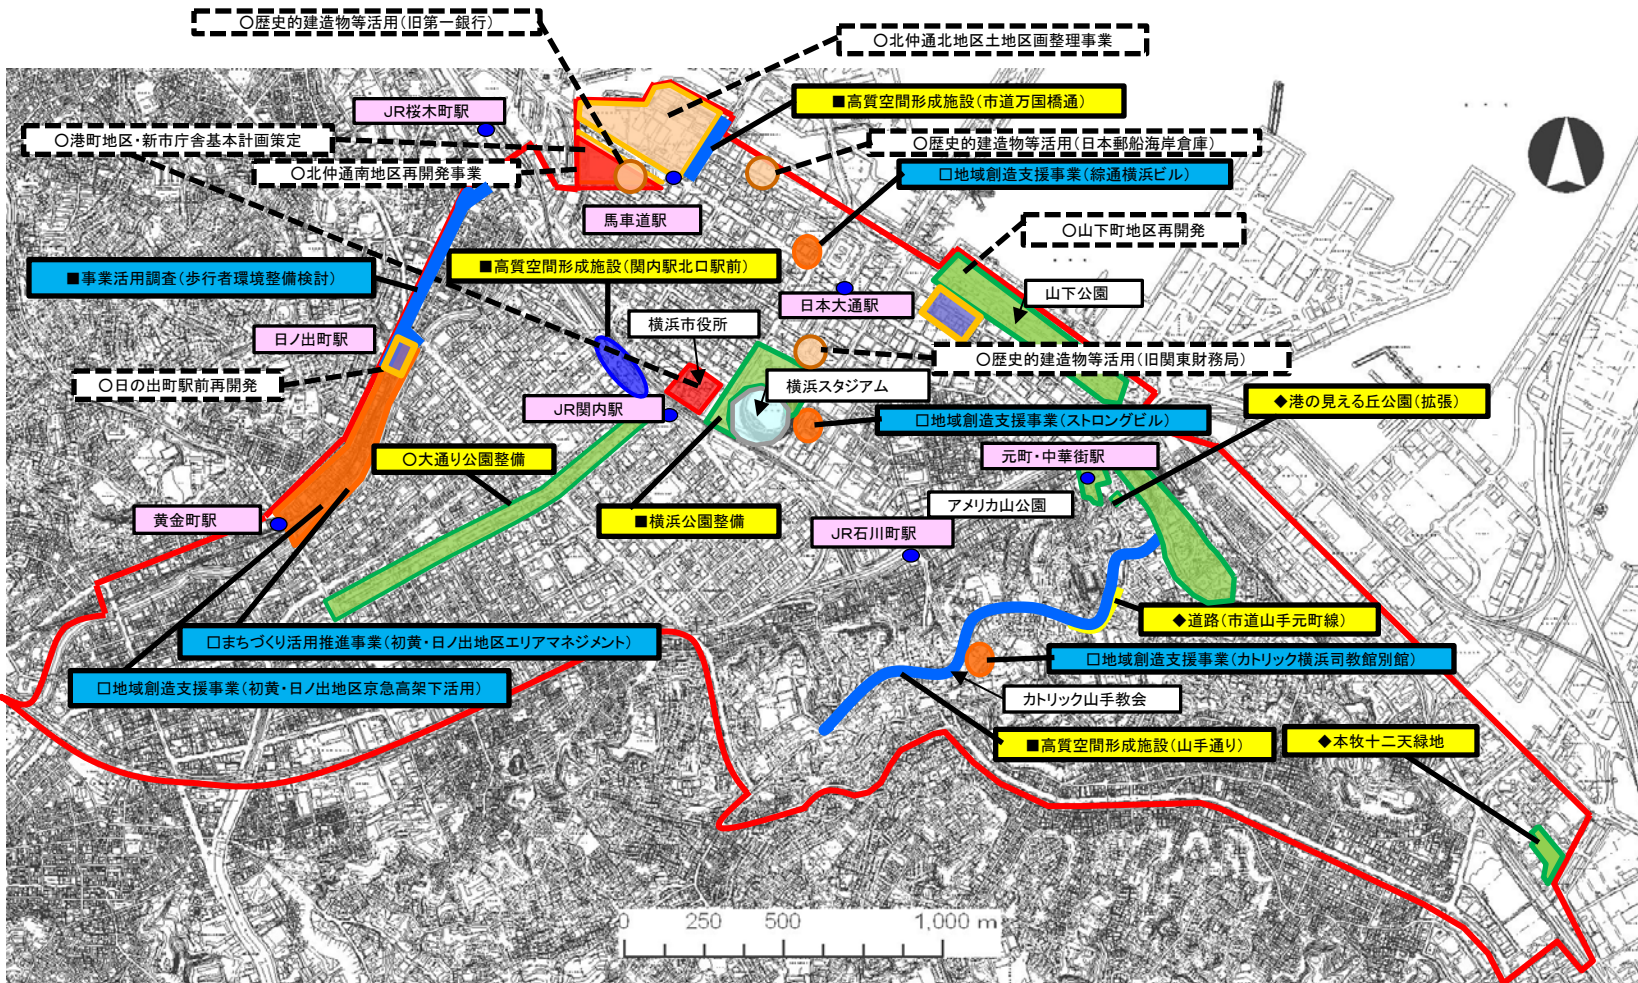 ○歴史的建造物等活用(旧第一銀行)
○北仲通北地区土地区画整理事業
■高質空間形成施設(市道万国橋通)
JR桜木町駅
○港町地区・新市庁舎基本計画策定
○歴史的建造物等活用(日本郵船海岸倉庫)
○北仲通南地区再開発事業
□地域創造支援事業(綜通横浜ビル)
馬車道駅
○山下町地区再開発
■事業活用調査(歩行者環境整備検討)
■高質空間形成施設(関内駅北口駅前)
山下公園
日本大通駅
横浜市役所
日ノ出町駅
○歴史的建造物等活用(旧関東財務局)
○日の出町駅前再開発
横浜スタジアム
◆港の見える丘公園(拡張)
JR関内駅
□地域創造支援事業(ストロングビル)
○大通り公園整備
元町・中華街駅
アメリカ山公園
黄金町駅
■横浜公園整備
JR石川町駅
◆道路(市道山手元町線)
□まちづくり活用推進事業(初黄・日ノ出地区エリアマネジメント)
□地域創造支援事業(カトリック横浜司教館別館)
□地域創造支援事業(初黄・日ノ出地区京急高架下活用)
カトリック山手教会
■高質空間形成施設(山手通り)
◆本牧十二天緑地
0 250 500 1,000 m